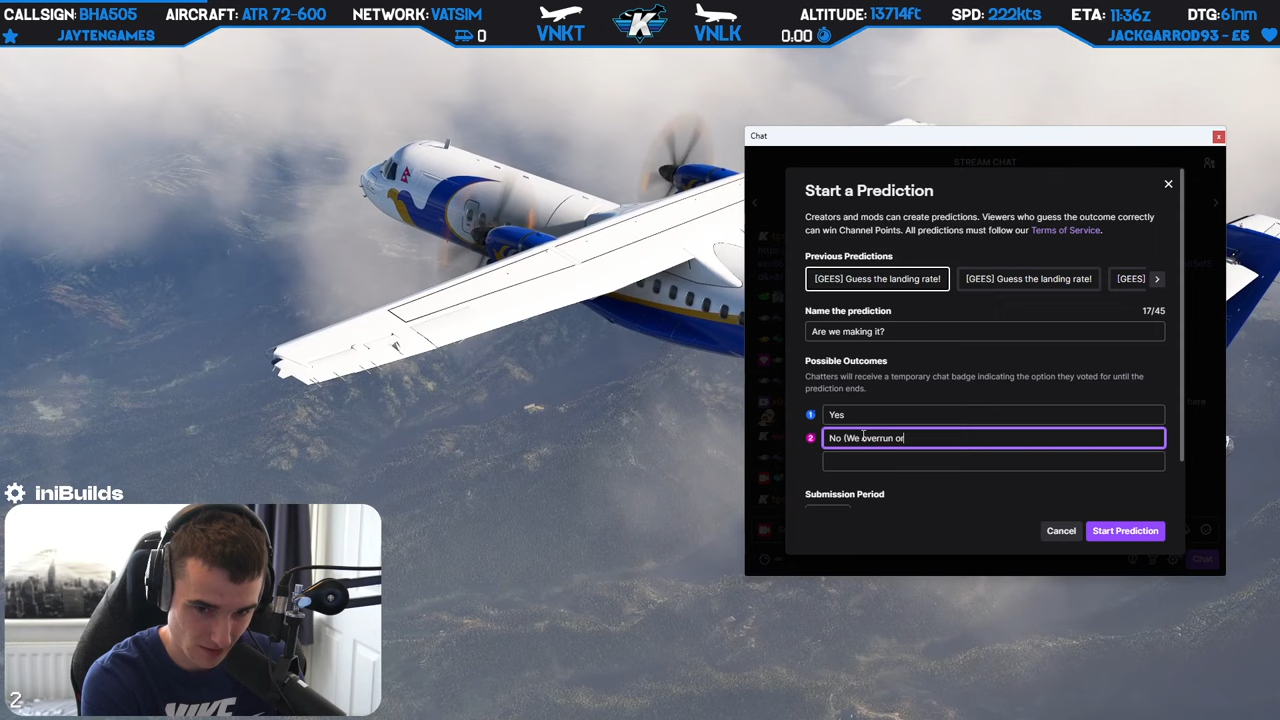 CALLSIGN: BHA505 AIRCRAFT: ATR 72-600 NETWORK: VATSIM ALTITUDE: 13714ft SPD: 222kts ETA: 11:36z DTG: 61nm
JAYTENGAMES 0 VNKT K VNLK 0:00 JACKGARROD93 - £5
Chat x
STREAM CHAT
Start a Prediction
Creators and mods can create predictions. Viewers who guess the outcome correctly
can win Channel Points. All predictions must follow our Terms of Service.
Previous Predictions
[GEES] Guess the landing rate! [GEES] Guess the landing rate! [GEES]
Name the prediction 17/45
Are we making it?
Possible Outcomes
Chatters will receive a temporary chat badge indicating the option they voted for until the
prediction ends.
1 Yes
2 No (We overrun or
Submission Period
Cancel Start Prediction
Chat
iniBuilds
2
NIKE